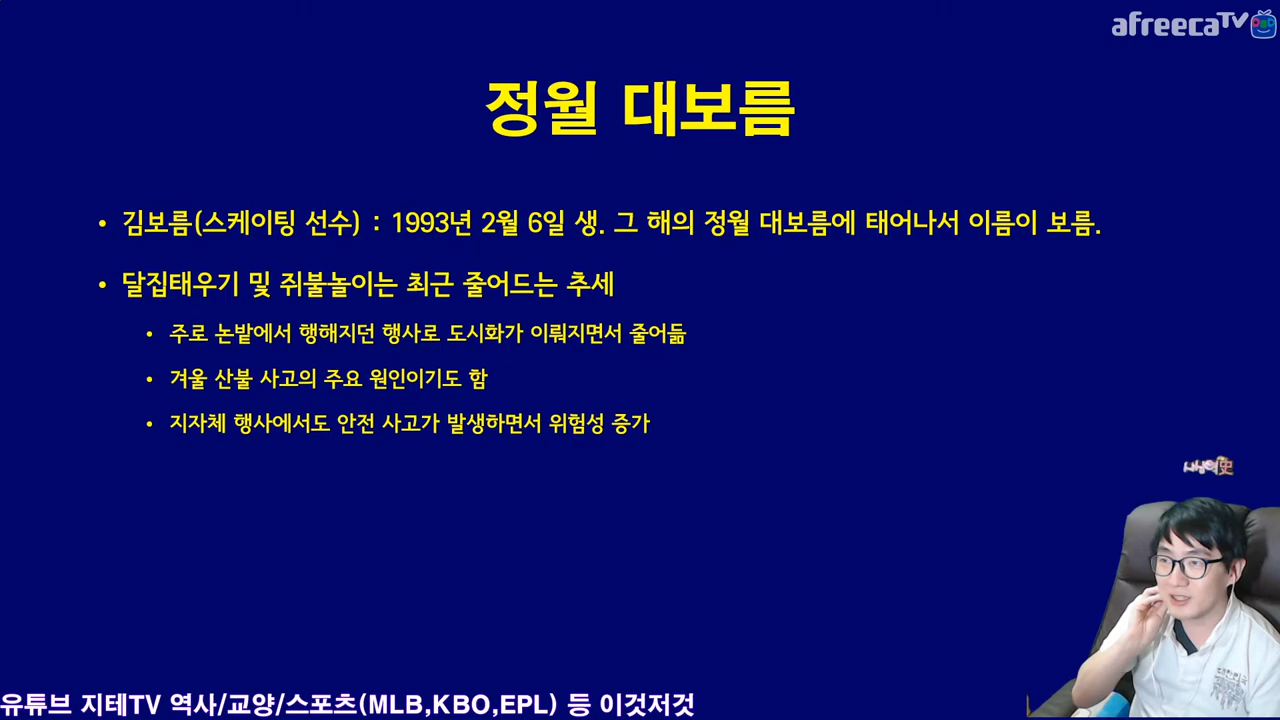 afreecaTV
정월 대보름
• 김보름(스케이팅 선수) : 1993년 2월 6일 생. 그 해의 정월 대보름에 태어나서 이름이 보름.
• 달집태우기 및 쥐불놀이는 최근 줄어드는 추세
• 주로 논밭에서 행해지던 행사로 도시화가 이뤄지면서 줄어듦
• 겨울 산불 사고의 주요 원인이기도 함
• 지자체 행사에서도 안전 사고가 발생하면서 위험성 증가
유튜브 지테TV 역사/교양/스포츠(MLB,KBO,EPL) 등 이것저것